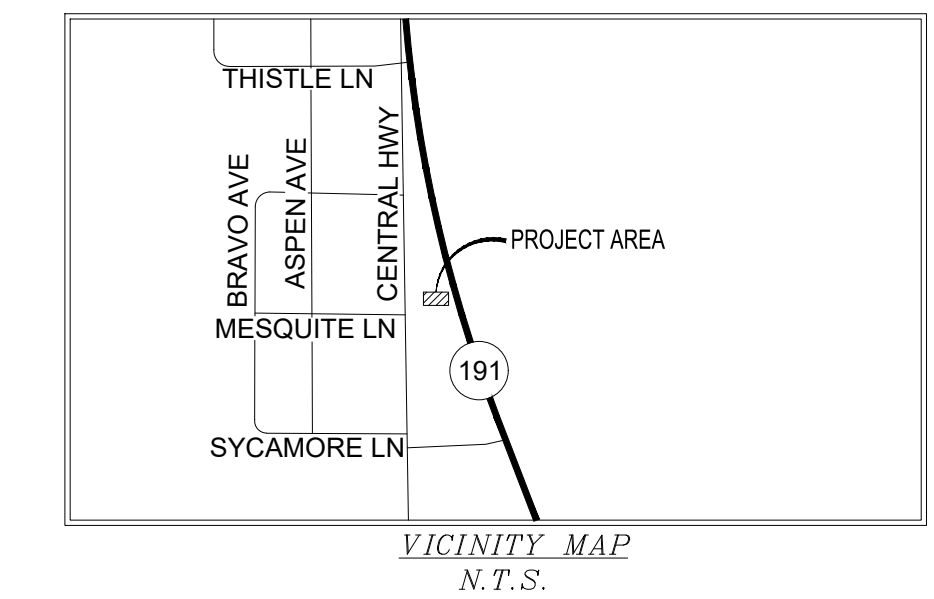 THISTLE LN
BRAVO AVE
ASPEN AVE
CENTRAL HWY
PROJECT AREA
MESQUITE LN
191
SYCAMORE LN
VICINITY MAP
N.T.S.